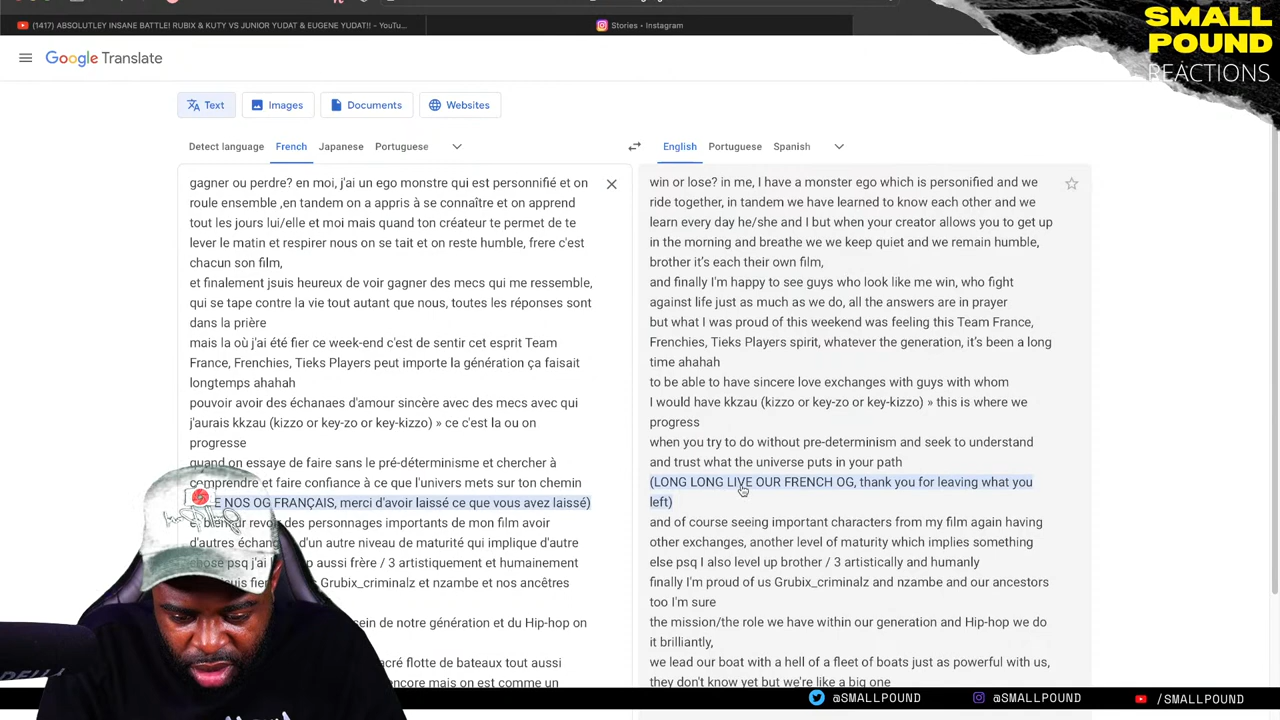 (1417) ABSOLUTLEY INSANE BATTLE! RUBIX & KUTY VS JUNIOR YUDAT & EUGENE YUDAT!! - YouTu...
Stories • Instagram
SMALL
POUND
REACTIONS
Google Translate
Text
Images
Documents
Websites
Detect language
French
Japanese
Portuguese
English
Portuguese
Spanish
gagner ou perdre? en moi, j'ai un ego monstre qui est personnifié et on
roule ensemble ,en tandem on a appris à se connaître et on apprend
tout les jours lui/elle et moi mais quand ton créateur te permet de te
lever le matin et respirer nous on se tait et on reste humble, frere c'est
chacun son film,
et finalement jsuis heureux de voir gagner des mecs qui me ressemble,
qui se tape contre la vie tout autant que nous, toutes les réponses sont
dans la prière
mais la où j'ai été fier ce week-end c'est de sentir cet esprit Team
France, Frenchies, Tieks Players peut importe la génération ça faisait
longtemps ahahah
pouvoir avoir des échanaes d'amour sincère avec des mecs avec qui
j'aurais kkzau (kizzo or key-zo or key-kizzo) » ce c'est la ou on
progresse
quand on essaye de faire sans le pré-déterminisme et chercher à
comprendre et faire confiance à ce que l'univers mets sur ton chemin
E NOS OG FRANÇAIS, merci d'avoir laissé ce que vous avez laissé)
revoir des personnages importants de mon film avoir
d'autres échan d'un autre niveau de maturité qui implique d'autre
chose psq j'ai aussi frère / 3 artistiquement et humainement
suis fier Grubix_criminalz et nzambe et nos ancêtres
sein de notre génération et du Hip-hop on
cré flotte de bateaux tout aussi
encore mais on est comme un
win or lose? in me, I have a monster ego which is personified and we
ride together, in tandem we have learned to know each other and we
learn every day he/she and I but when your creator allows you to get up
in the morning and breathe we we keep quiet and we remain humble,
brother it’s each their own film,
and finally I'm happy to see guys who look like me win, who fight
against life just as much as we do, all the answers are in prayer
but what I was proud of this weekend was feeling this Team France,
Frenchies, Tieks Players spirit, whatever the generation, it’s been a long
time ahahah
to be able to have sincere love exchanges with guys with whom
I would have kkzau (kizzo or key-zo or key-kizzo) » this is where we
progress
when you try to do without pre-determinism and seek to understand
and trust what the universe puts in your path
(LONG LONG LIVE OUR FRENCH OG, thank you for leaving what you
left)
and of course seeing important characters from my film again having
other exchanges, another level of maturity which implies something
else psq I also level up brother / 3 artistically and humanly
finally I'm proud of us Grubix_criminalz and nzambe and our ancestors
too I'm sure
the mission/the role we have within our generation and Hip-hop we do
it brilliantly,
we lead our boat with a hell of a fleet of boats just as powerful with us,
they don't know yet but we're like a big one
@SMALLPOUND
@SMALLPOUND
/SMALLPOUND